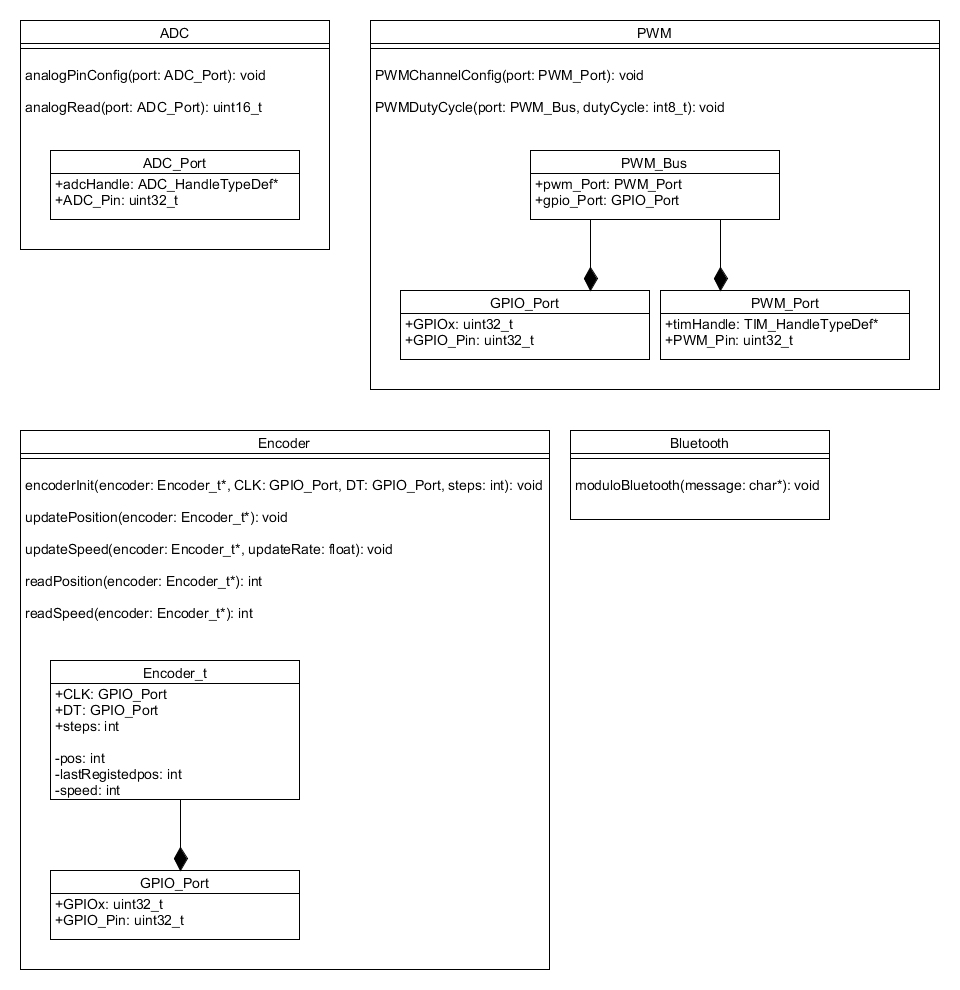 ADC
analogPinConfig(port: ADC_Port): void
analogRead(port: ADC_Port): uint16_t
ADC_Port
+adcHandle: ADC_HandleTypeDef*
+ADC_Pin: uint32_t
PWM
PWMChannelConfig(port: PWM_Port): void
PWMDutyCycle(port: PWM_Bus, dutyCycle: int8_t): void
PWM_Bus
+pwm_Port: PWM_Port
+gpio_Port: GPIO_Port
GPIO_Port
+GPIOx: uint32_t
+GPIO_Pin: uint32_t
PWM_Port
+timHandle: TIM_HandleTypeDef*
+PWM_Pin: uint32_t
Encoder
encoderInit(encoder: Encoder_t*, CLK: GPIO_Port, DT: GPIO_Port, steps: int): void
updatePosition(encoder: Encoder_t*): void
updateSpeed(encoder: Encoder_t*, updateRate: float): void
readPosition(encoder: Encoder_t*): int
readSpeed(encoder: Encoder_t*): int
Encoder_t
+CLK: GPIO_Port
+DT: GPIO_Port
+steps: int
-pos: int
-lastRegistedpos: int
-speed: int
GPIO_Port
+GPIOx: uint32_t
+GPIO_Pin: uint32_t
Bluetooth
moduloBluetooth(message: char*): void